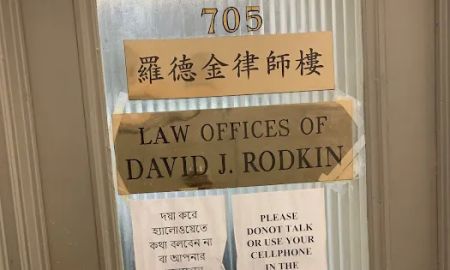 705
羅德金律師樓
LAW OFFICES OF
DAVID J. RODKIN
দয়া করে
হ্যালোওয়েতে
কথা বলবেন না
বা আপনার
PLEASE
DONOT TALK
OR USE YOUR
CELLPHONE
IN THE